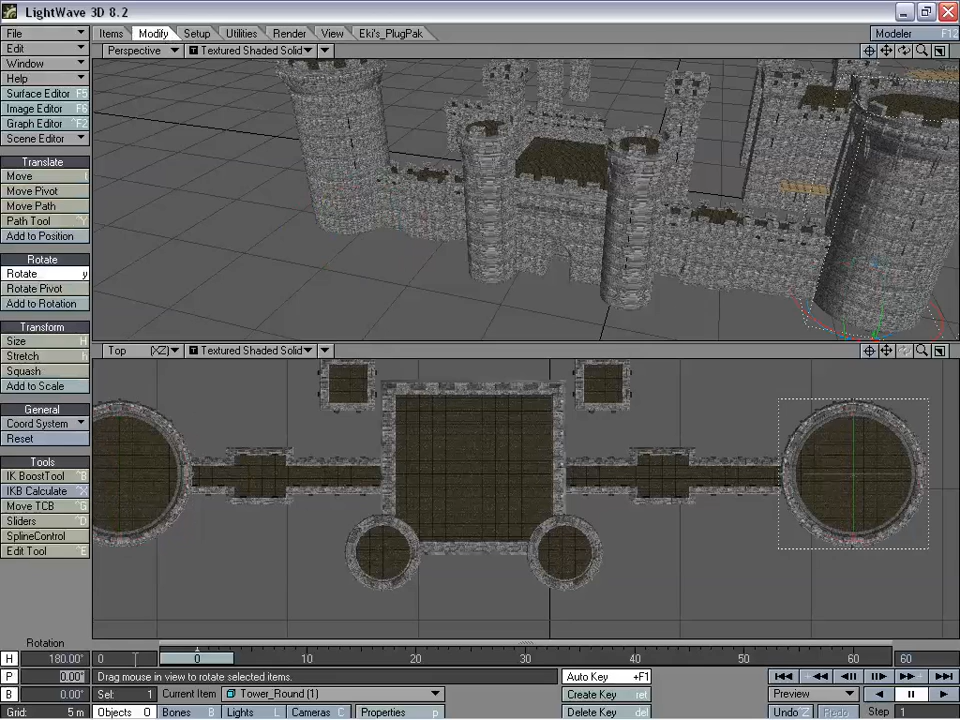 LightWave 3D 8.2
File
Items
Modify
Setup
Utilities
Render
View
Eki's_PlugPak
Modeler F12
Edit
Perspective
Textured Shaded Solid
Window
Help
Surface Editor F5
Image Editor F6
Graph Editor ^F2
Scene Editor
Translate
Move t
Move Pivot
Move Path
Path Tool ^Y
Add to Position
Rotate
Rotate y
Rotate Pivot
Add to Rotation
Transform
Size H
Stretch h
Squash
Add to Scale
General
Coord System
Reset
Tools
IK BoostTool ^B
IKB Calculate ^X
Move TCB ^G
Sliders ^D
SplineControl
Edit Tool ^E
Top [XZ]
Textured Shaded Solid
Rotation
H 180.00° 0 0 10 20 30 40 50 60 60
P 0.00° Drag mouse in view to rotate selected items. Auto Key +F1
B 0.00° Sel: 1 Current Item Tower_Round (1) Create Key ret Preview
Grid: 5 m Objects O Bones B Lights L Cameras C Properties p Delete Key del Undo ^Z Redo Step 1